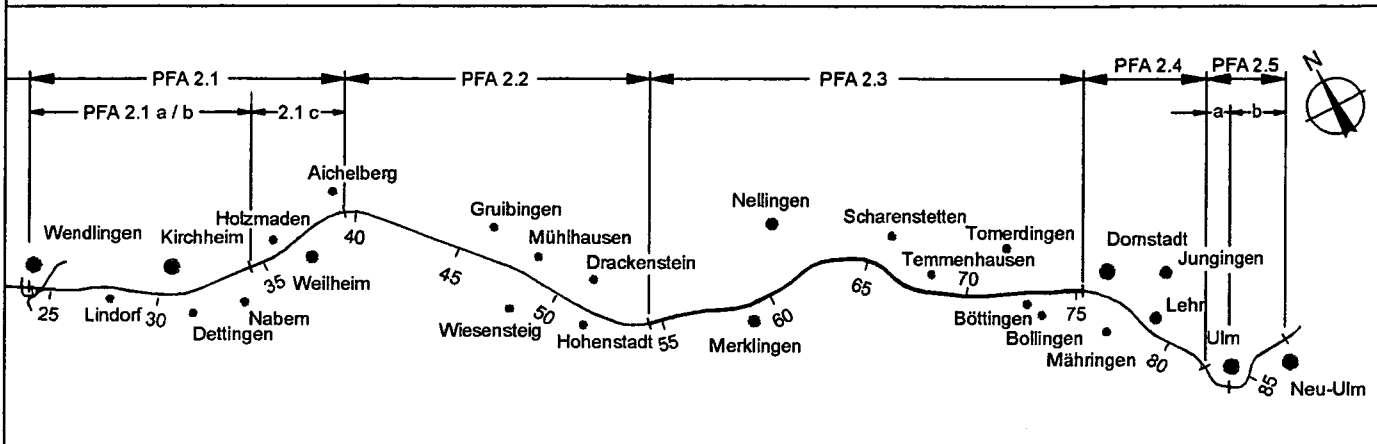 PFA 2.1
PFA 2.2
PFA 2.3
PFA 2.4
PFA 2.5
N
PFA 2.1 a / b
2.1 c
a
b
Aichelberg
Wendlingen
Kirchheim
Holzmaden
Weilheim
Lindorf
Dettingen
Nabern
Gruibingen
Mühlhausen
Drackenstein
Wiesensteig
Hohenstadt
Nellingen
Merklingen
Scharenstetten
Temmenhausen
Tomerdingen
Böttingen
Bollingen
Mähringen
Dornstadt
Jungingen
Lehr
Ulm
Neu-Ulm
25
30
35
40
45
50
55
60
65
70
75
80
85